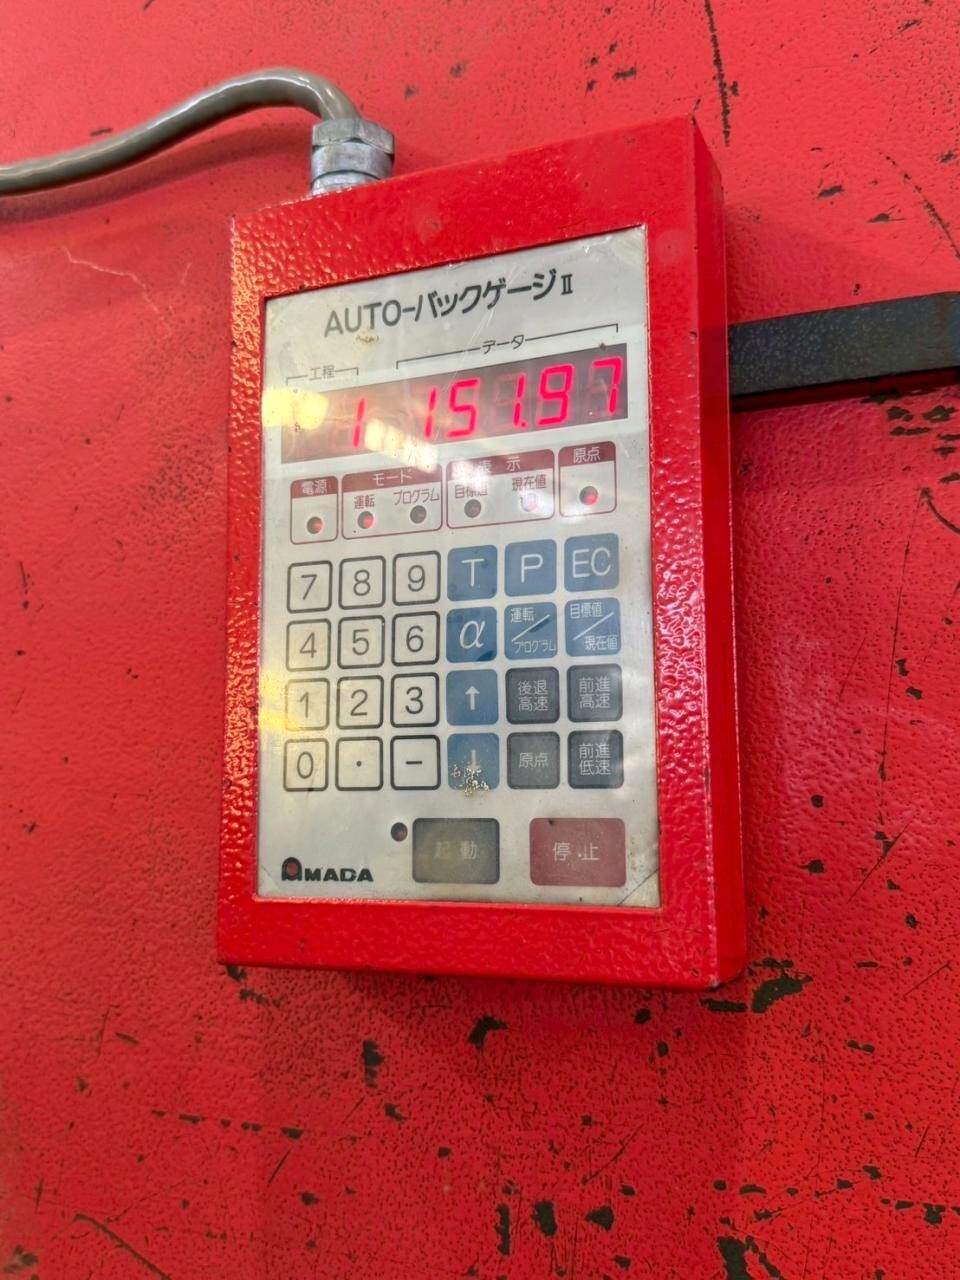 AUTO-バックゲージⅡ
工程 データ
1 151.97
電源 モード 表示 原点
運転 プログラム 目標値 現在値
7 8 9 T P EC
4 5 6 α 運転/プログラム 目標値/現在値
1 2 3 ↑ 後退高速 前進高速
0 · − ↓ 原点 前進低速
起動 停止
AMADA